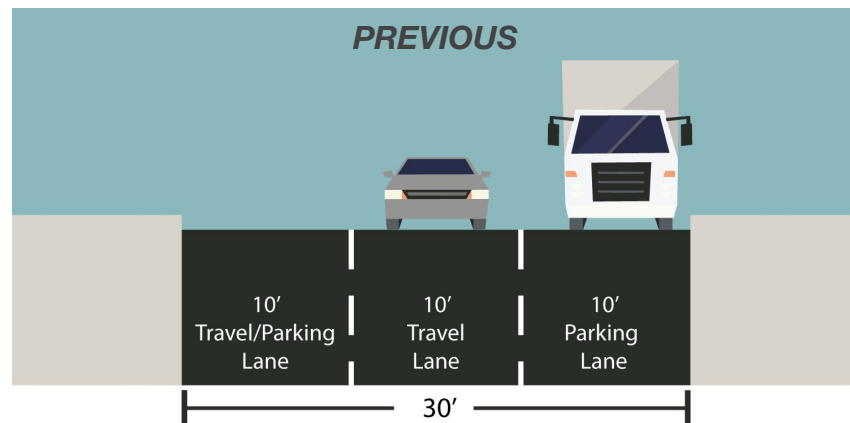 PREVIOUS
10’
Travel/Parking
Lane
10’
Travel
Lane
10’
Parking
Lane
30’